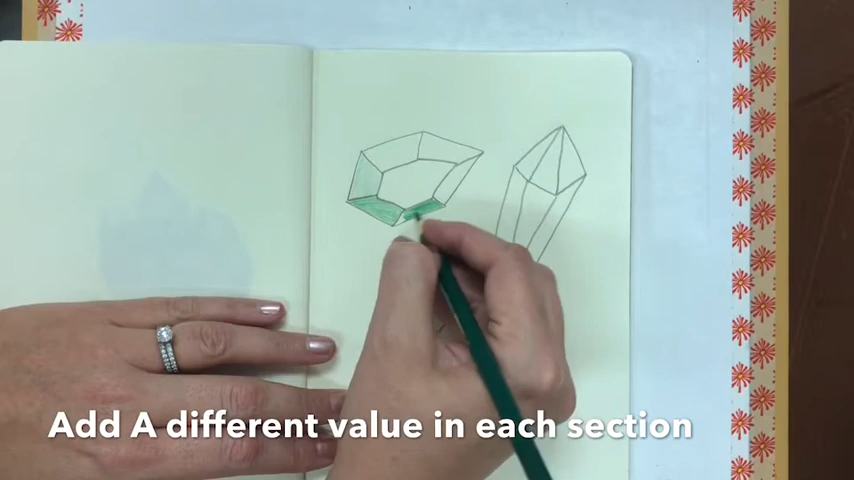 Add A different value in each section